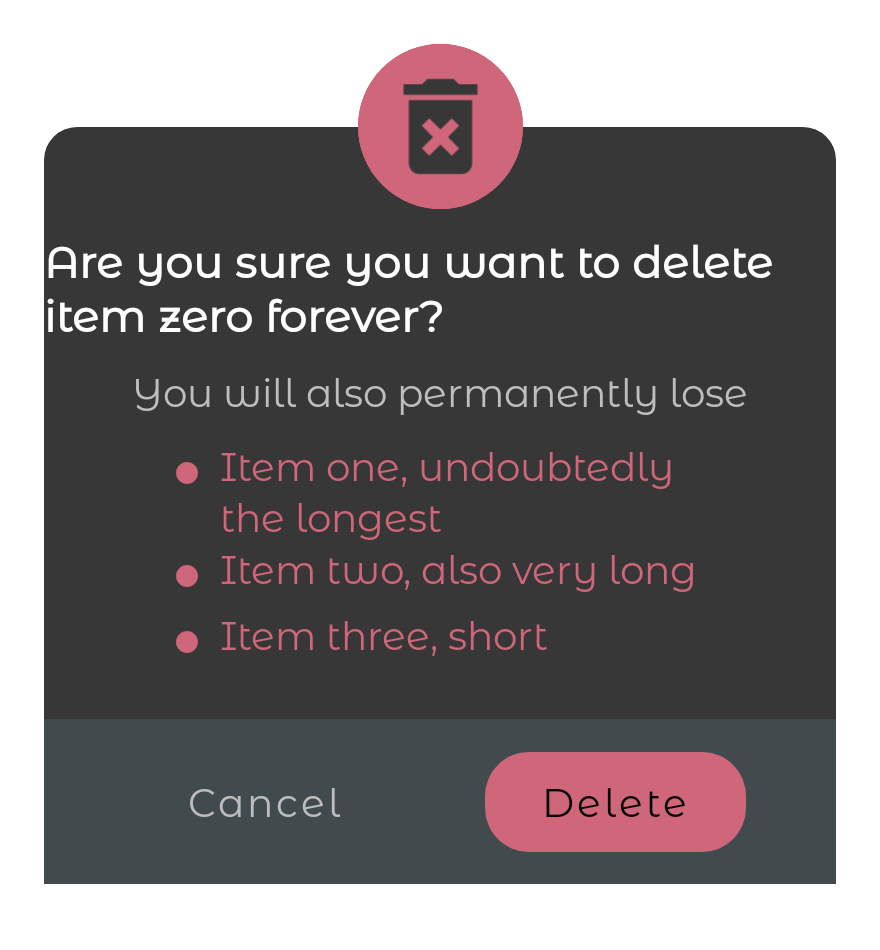 Are you sure you want to delete
item zero forever?
You will also permanently lose
Item one, undoubtedly
the longest
Item two, also very long
Item three, short
Cancel
Delete